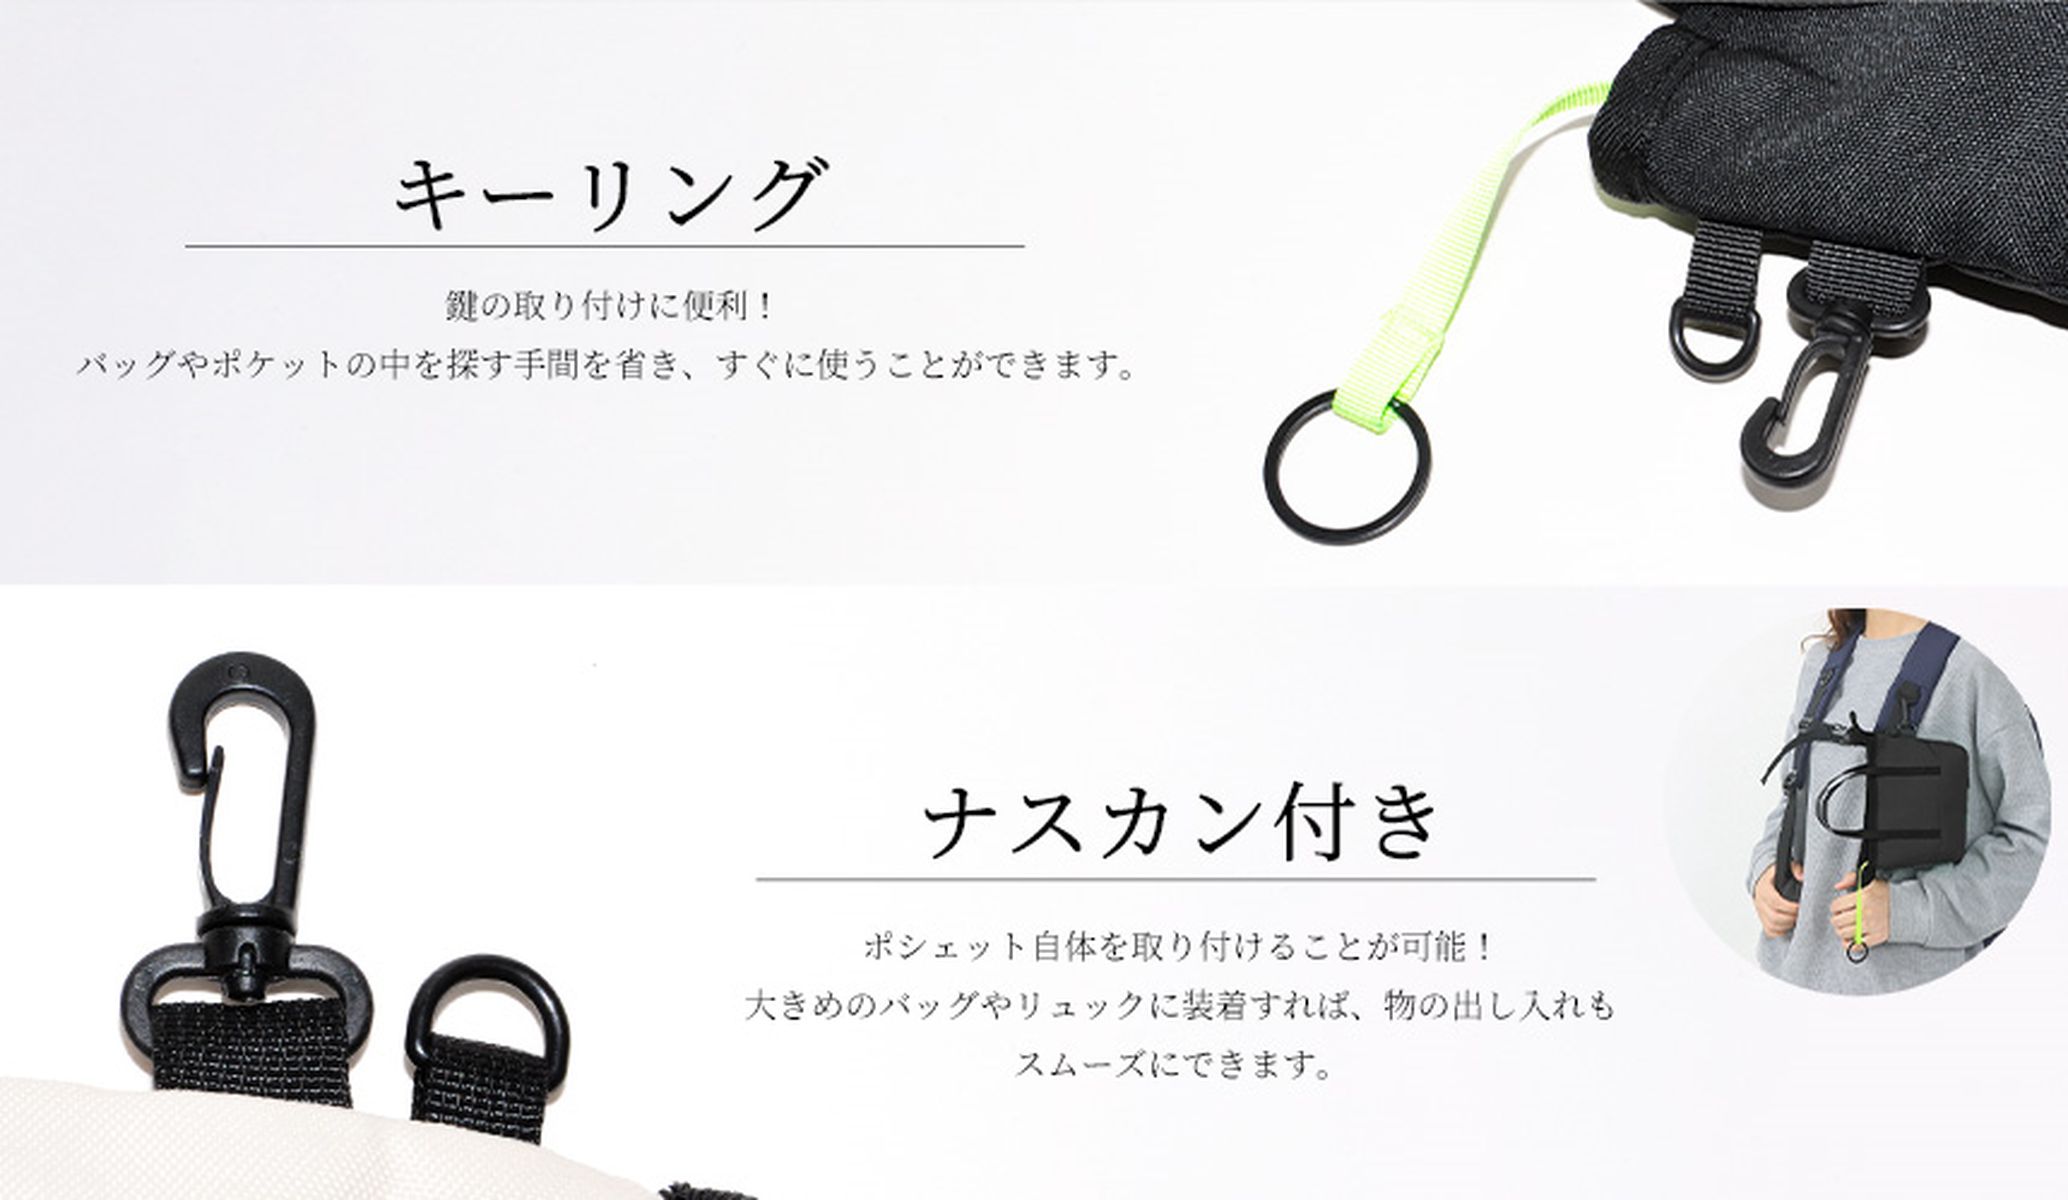 キーリング
鍵の取り付けに便利！
バッグやポケットの中を探す手間を省き、すぐに使うことができます。
ナスカン付き
ポシェット自体を取り付けることが可能！
大きめのバッグやリュックに装着すれば、物の出し入れも
スムーズにできます。